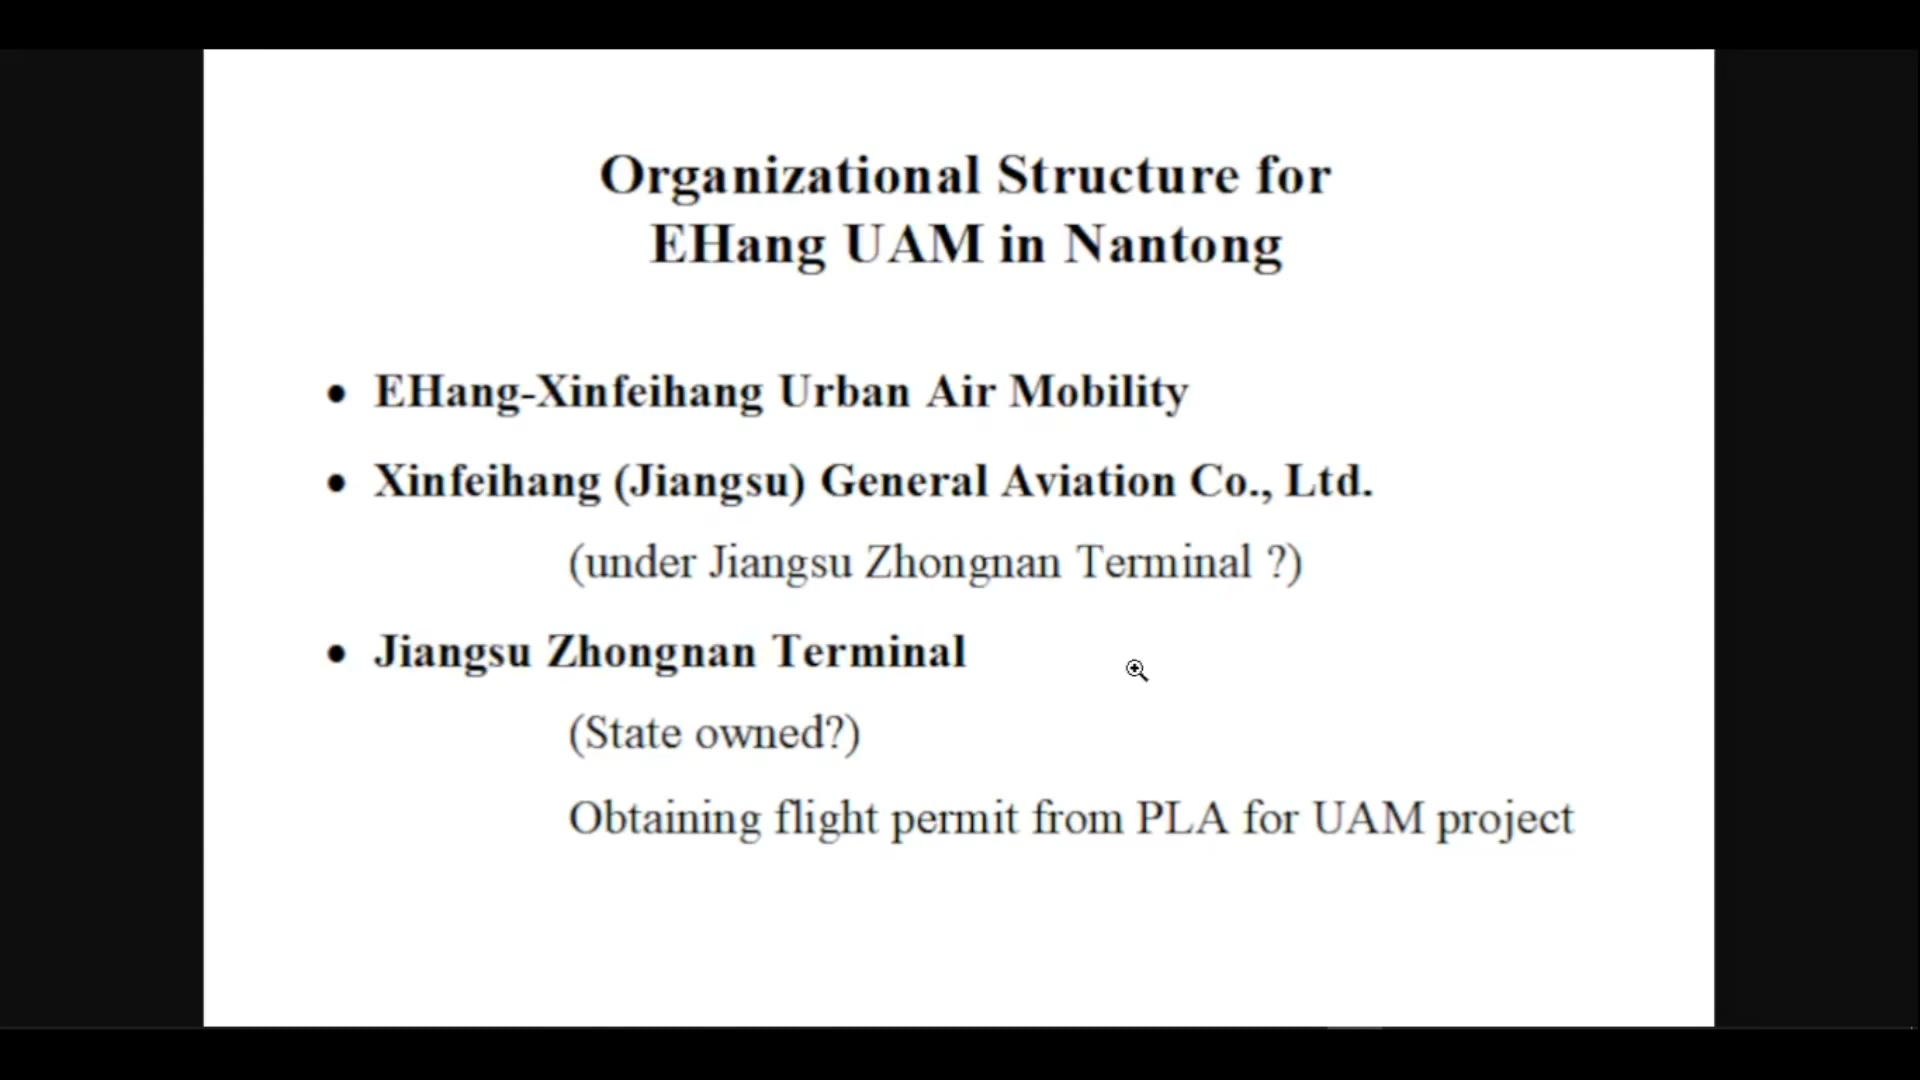 Organizational Structure for
EHang UAM in Nantong
• EHang-Xinfeihang Urban Air Mobility
• Xinfeihang (Jiangsu) General Aviation Co., Ltd.
(under Jiangsu Zhongnan Terminal ?)
• Jiangsu Zhongnan Terminal
(State owned?)
Obtaining flight permit from PLA for UAM project